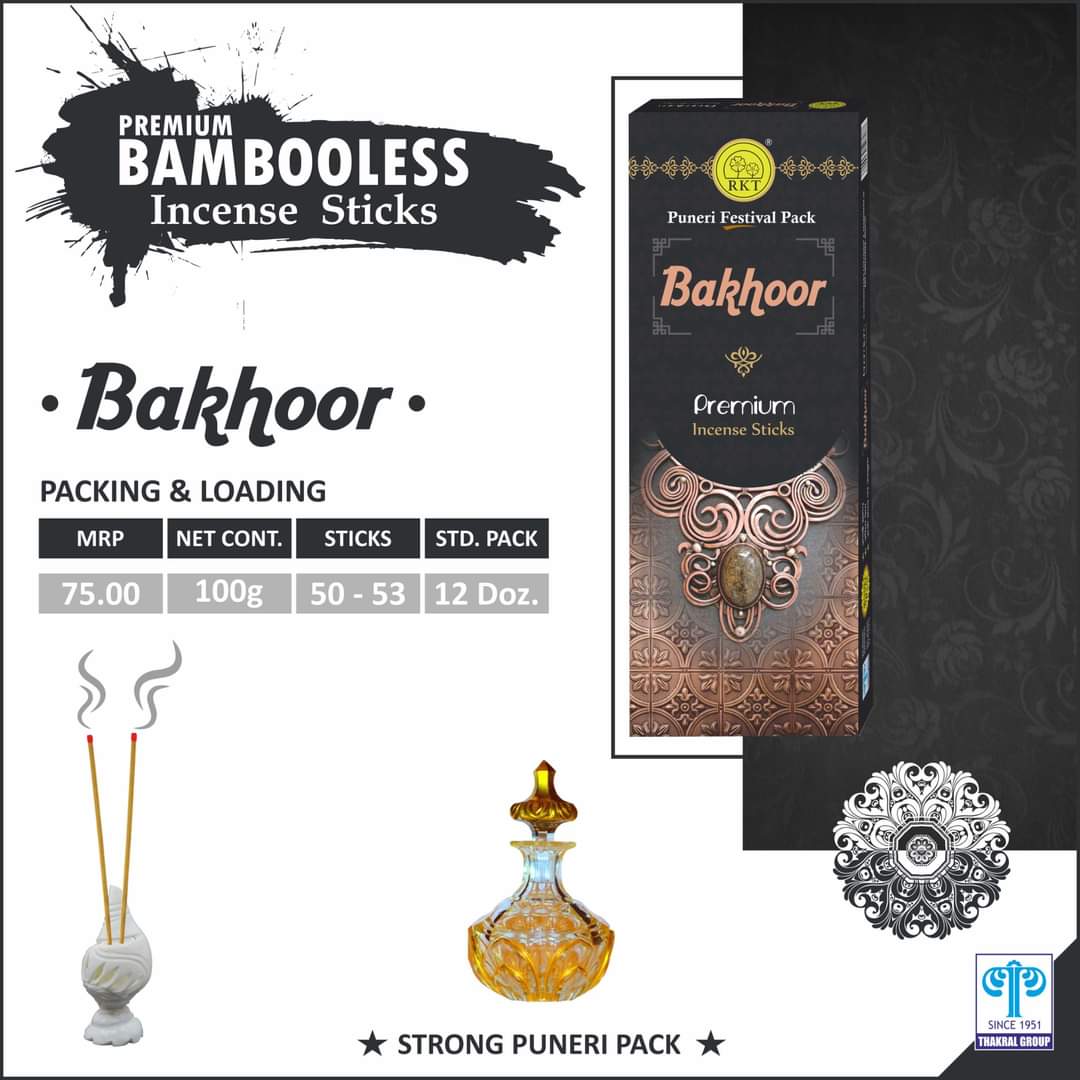 PREMIUM
BAMBOOLESS
Incense Sticks
• Bakhoor •
PACKING & LOADING
MRP NET CONT. STICKS STD. PACK
75.00 100g 50 - 53 12 Doz.
RKT
®
Puneri Festival Pack
Bakhoor
Premium
Incense Sticks
Bakhoor
★ STRONG PUNERI PACK ★
SINCE 1951
THAKRAL GROUP